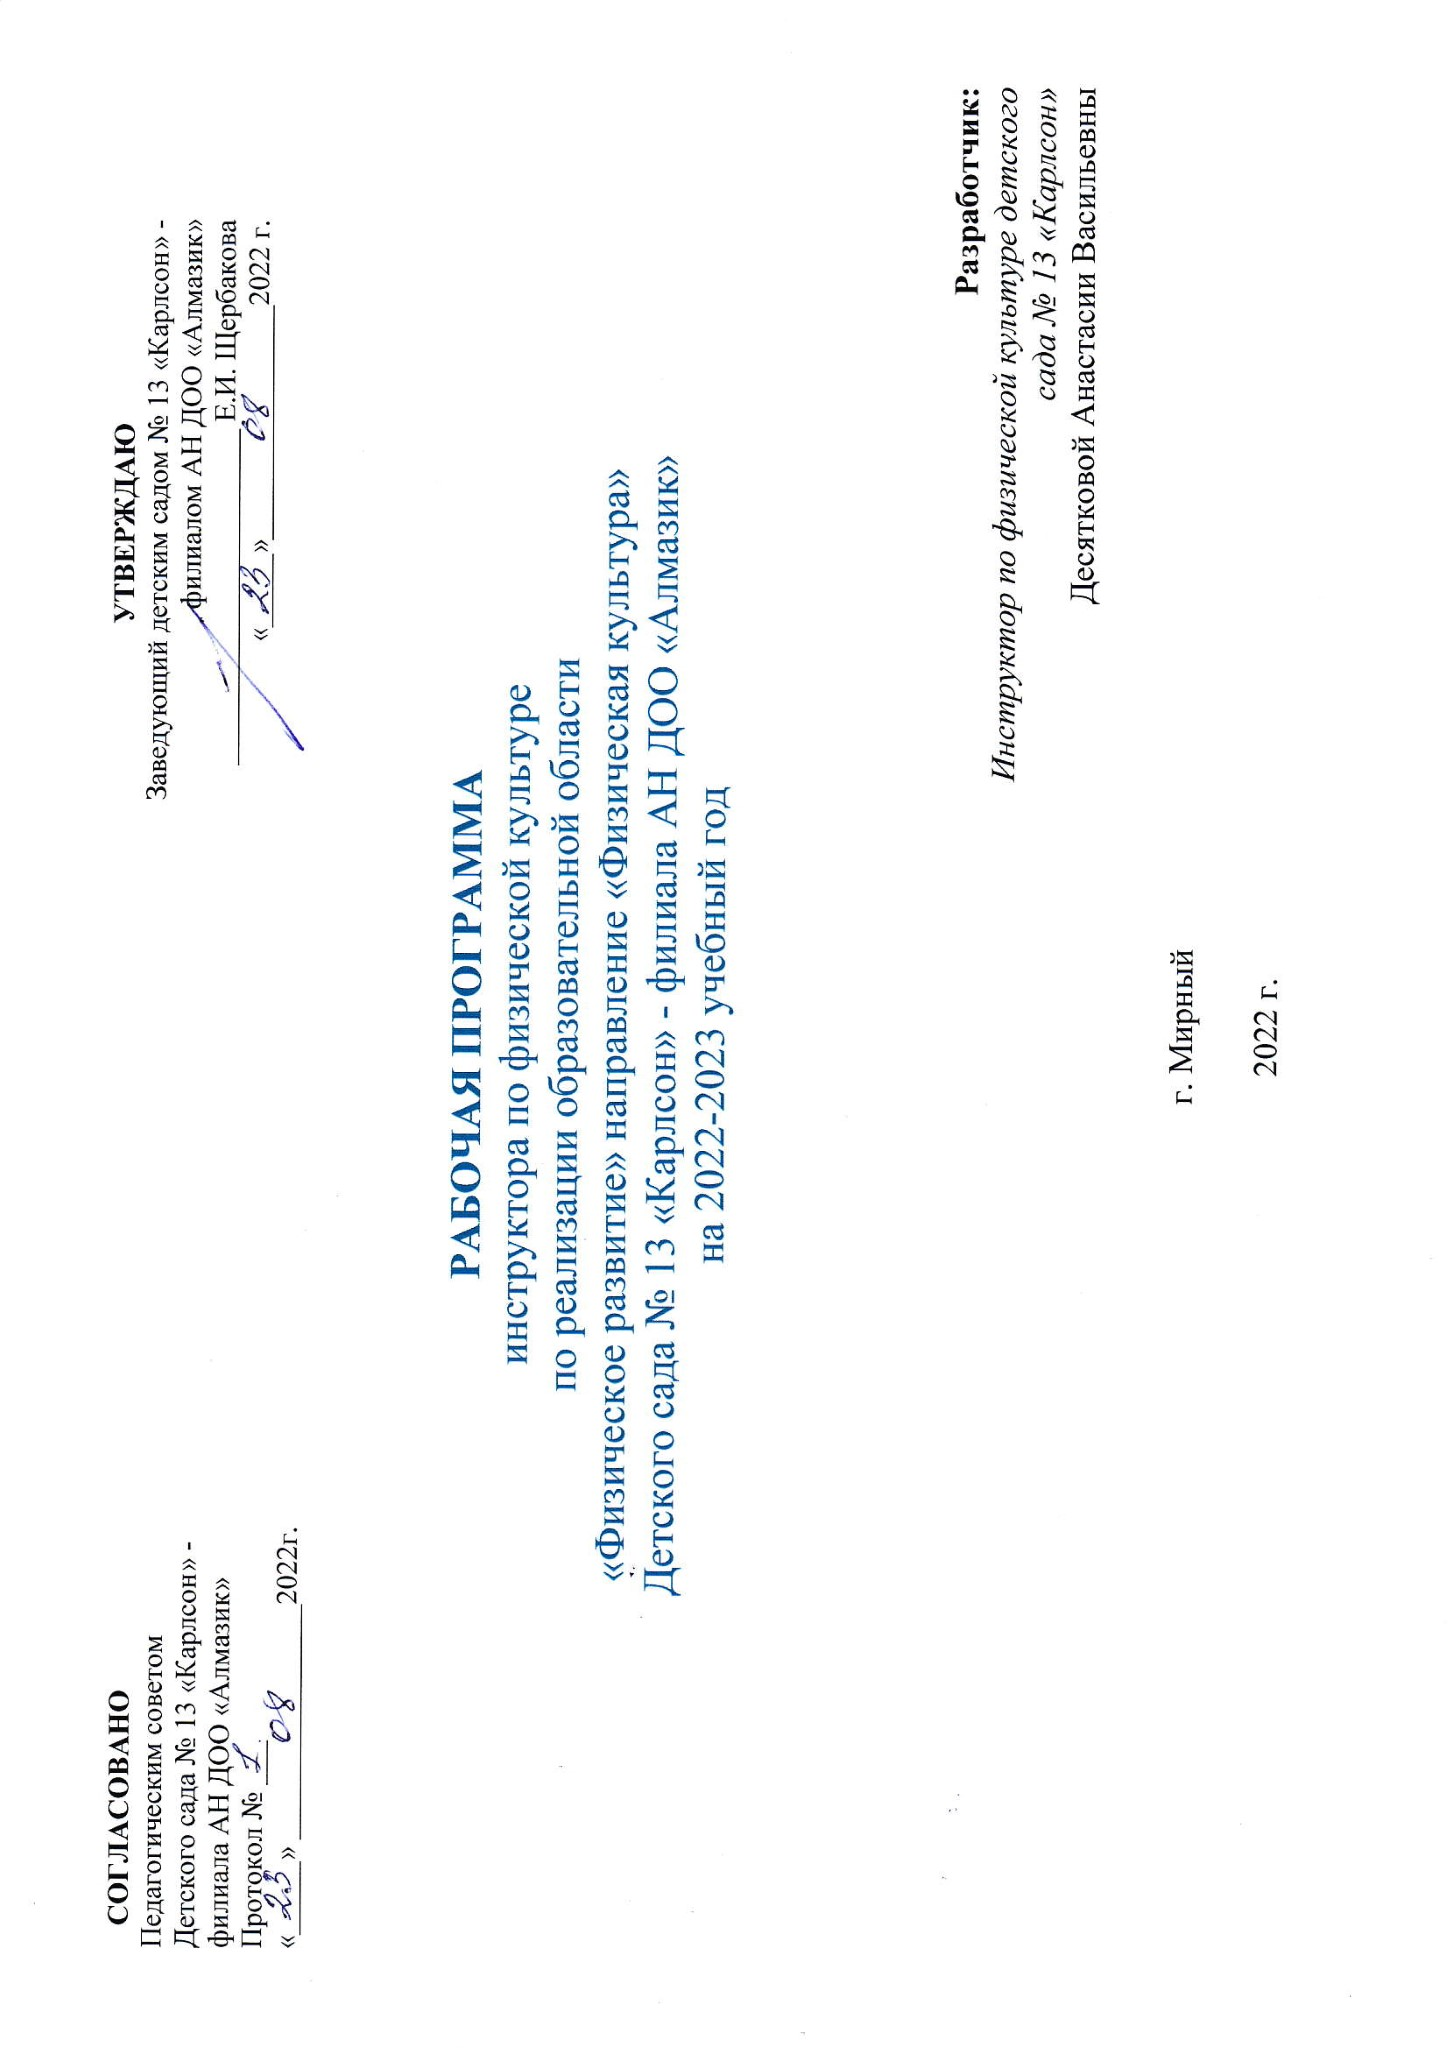 СОГЛАСОВАНО
Педагогическим советом
Детского сада № 13 «Карлсон» -
филиала АН ДОО «Алмазик»
Протокол № 1
« 23 » 08 2022г.
УТВЕРЖДАЮ
Заведующий детским садом № 13 «Карлсон» -
филиалом АН ДОО «Алмазик»
Е.И. Щербакова
« 23 » 08 2022 г.
РАБОЧАЯ ПРОГРАММА
инструктора по физической культуре
по реализации образовательной области
«Физическое развитие» направление «Физическая культура»
Детского сада № 13 «Карлсон» - филиала АН ДОО «Алмазик»
на 2022-2023 учебный год
Разработчик:
Инструктор по физической культуре детского
сада № 13 «Карлсон»
Десятковой Анастасии Васильевны
г. Мирный
2022 г.